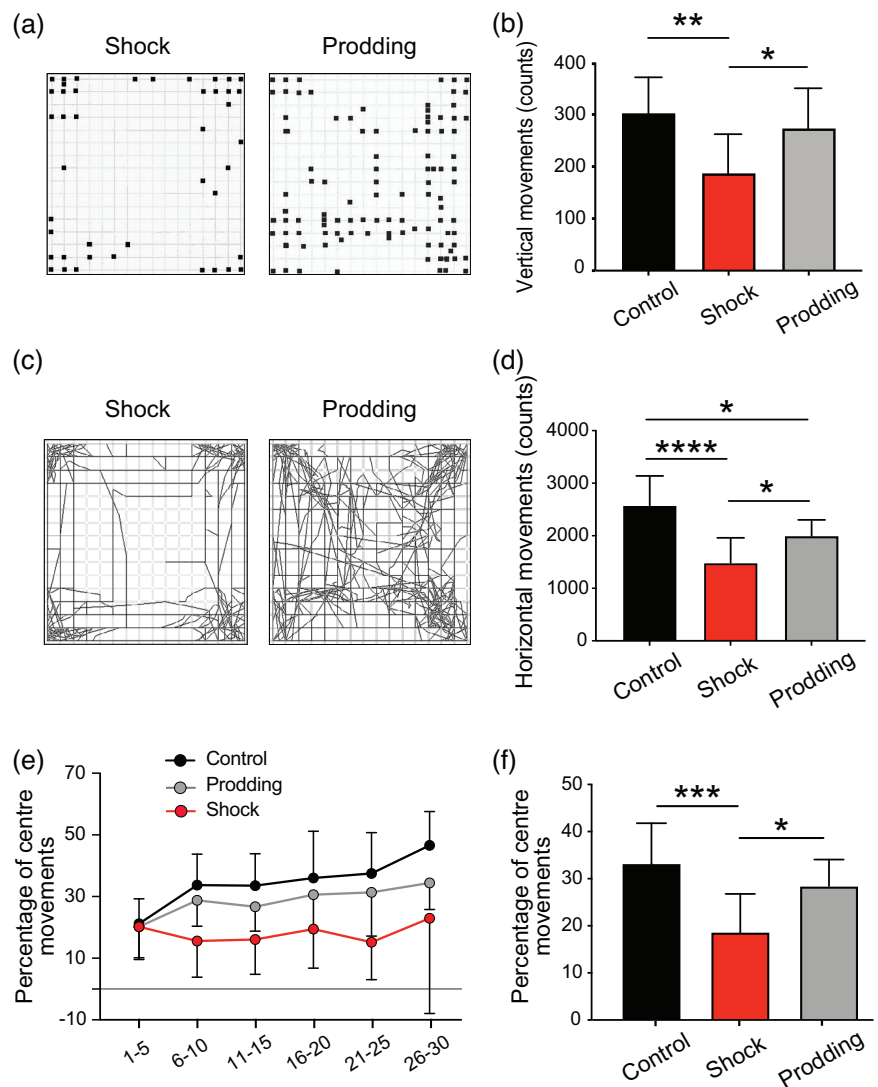 (a)
Shock Prodding
(b)
** *
Vertical movements (counts)
400
300
200
100
0
Control Shock Prodding
(c)
Shock Prodding
(d)
*
****
*
Horizontal movements (counts)
4000
3000
2000
1000
0
Control Shock Prodding
(e)
Control
Prodding
Shock
Percentage of centre
movements
70
50
30
10
-10
1-5 6-10 11-15 16-20 21-25 26-30
(f)
***
*
Percentage of centre
movements
50
40
30
20
10
0
Control Shock Prodding